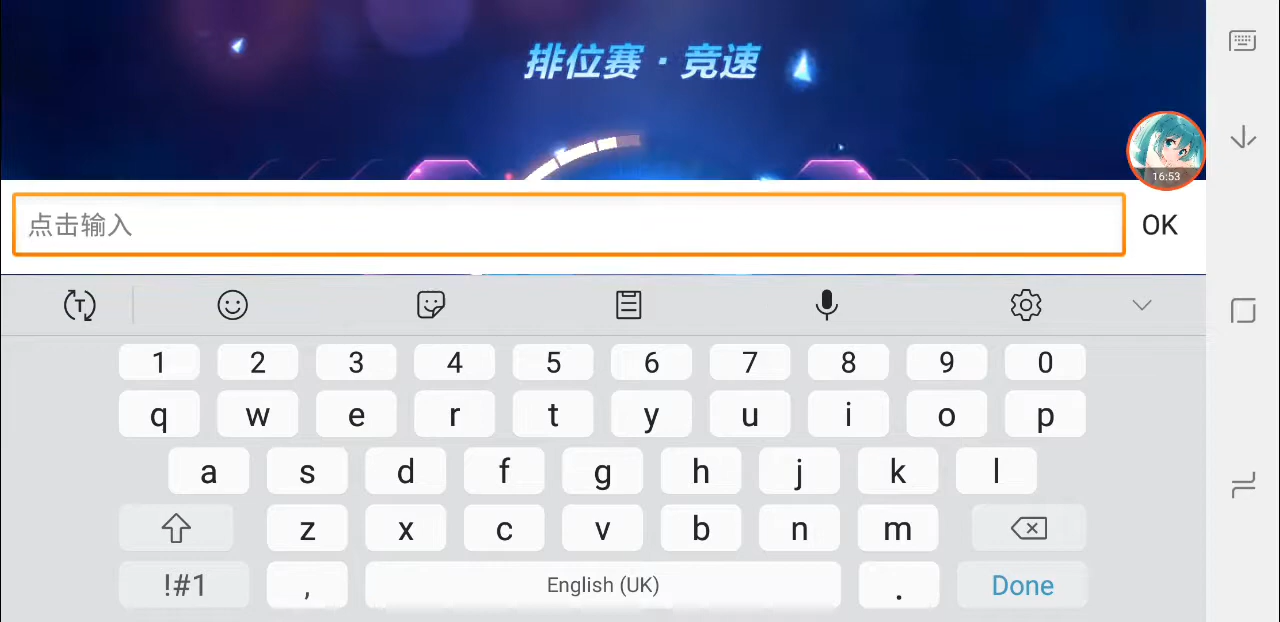 排位赛·竞速
16:53
点击输入
OK
1 2 3 4 5 6 7 8 9 0
q w e r t y u i o p
a s d f g h j k l
z x c v b n m
!#1 , English (UK) . Done